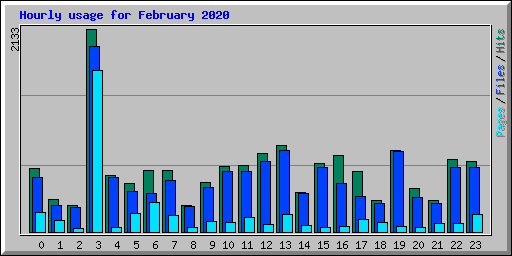 Hourly usage for February 2020
2133
Pages/Files/Hits
0 1 2 3 4 5 6 7 8 9 10 11 12 13 14 15 16 17 18 19 20 21 22 23